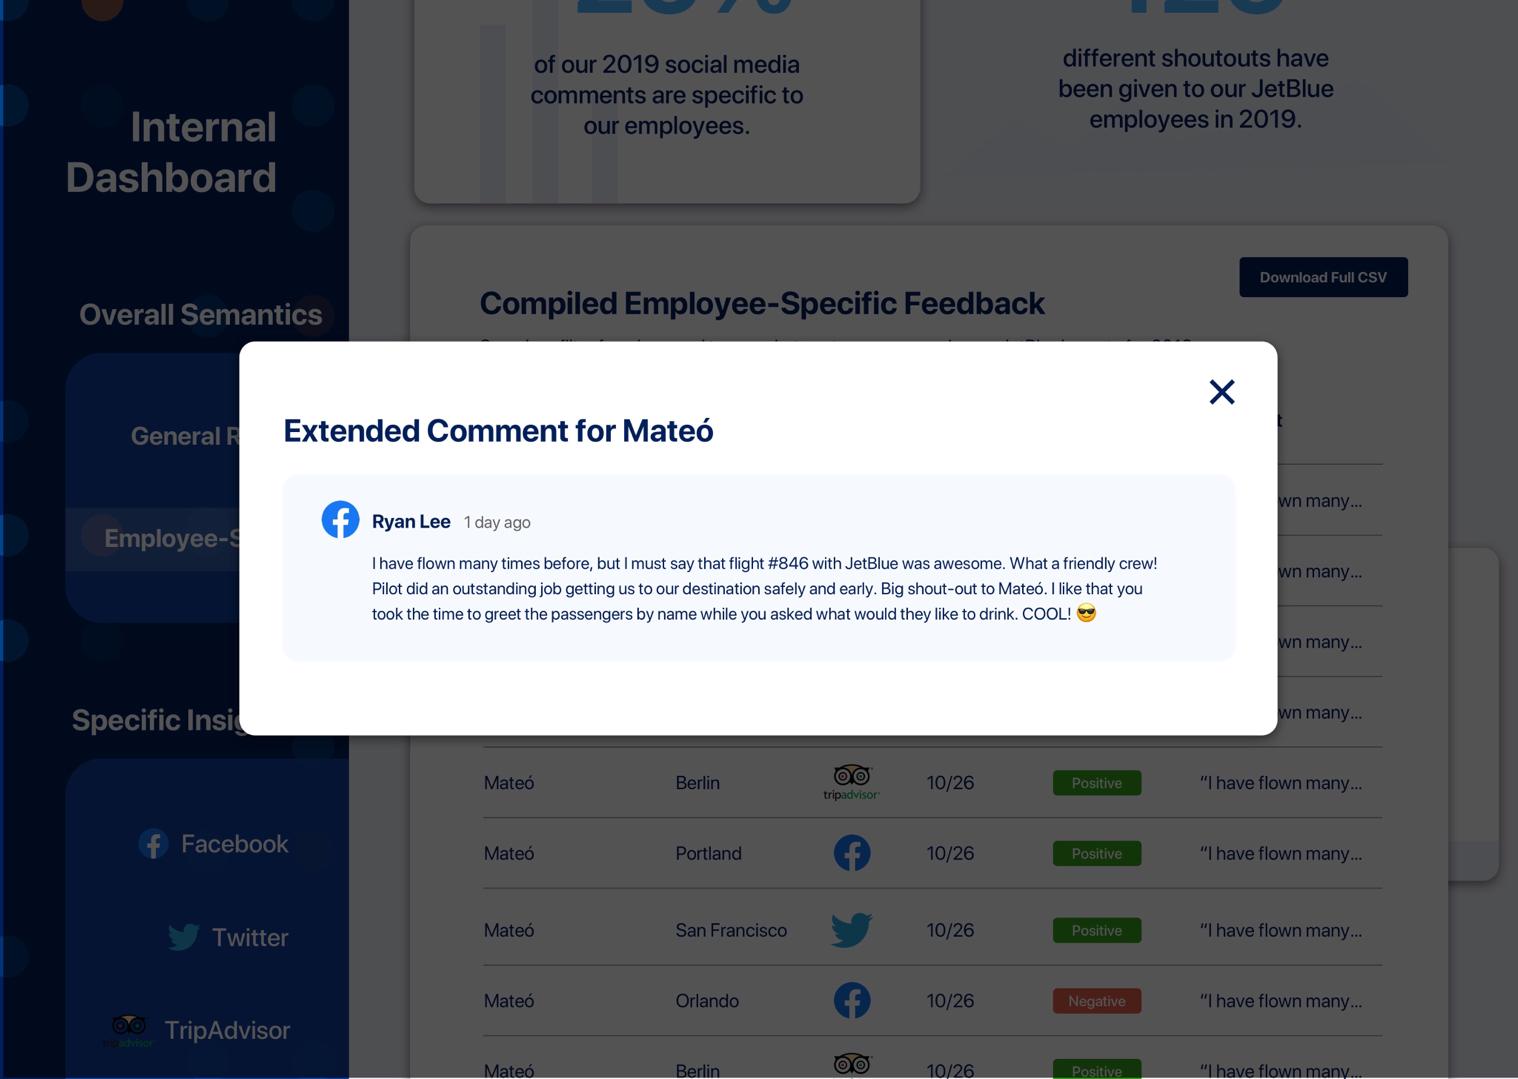 of our 2019 social media
comments are specific to
our employees.
different shoutouts have
been given to our JetBlue
employees in 2019.
Internal
Dashboard
Overall Semantics
General
Employee-S
Specific
Facebook
Twitter
tripadvisor
TripAdvisor
Download Full CSV
Compiled Employee-Specific Feedback
Extended Comment for Mateó
Ryan Lee 1 day ago
I have flown many times before, but I must say that flight #846 with JetBlue was awesome. What a friendly crew!
Pilot did an outstanding job getting us to our destination safely and early. Big shout-out to Mateó. I like that you
took the time to greet the passengers by name while you asked what would they like to drink. COOL! 😎
wn many...
wn many...
wn many...
wn many...
Mateó Berlin tripadvisor 10/26 Positive “I have flown many...
Mateó Portland 10/26 Positive “I have flown many...
Mateó San Francisco 10/26 Positive “I have flown many...
Mateó Orlando 10/26 Negative “I have flown many...
Mateó Berlin 10/26 Positive “I have flown many...